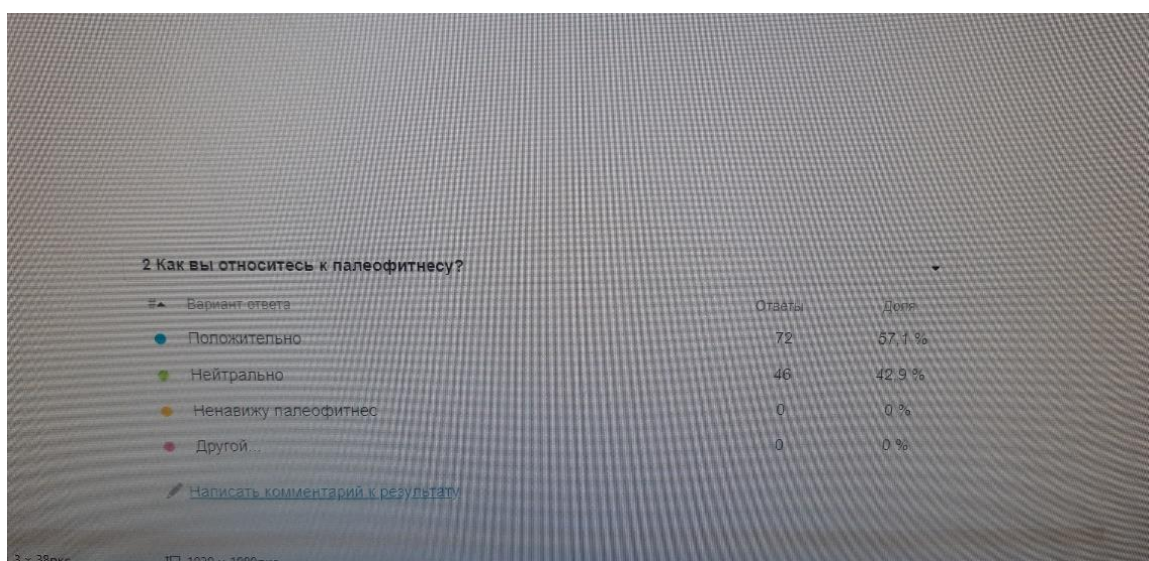 2 Как вы относитесь к палеофитнесу?
Вариант ответа Ответы Доля
Положительно 72 57,1 %
Нейтрально 46 42,9 %
Ненавижу палеофитнес 0 0 %
Другой... 0 0 %
Написать комментарий к результату